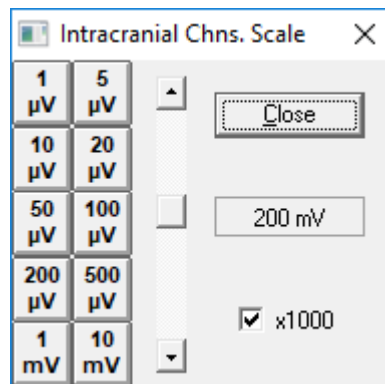 Intracranial Chns. Scale
1 µV
5 µV
Close
10 µV
20 µV
50 µV
100 µV
200 mV
200 µV
500 µV
x1000
1 mV
10 mV